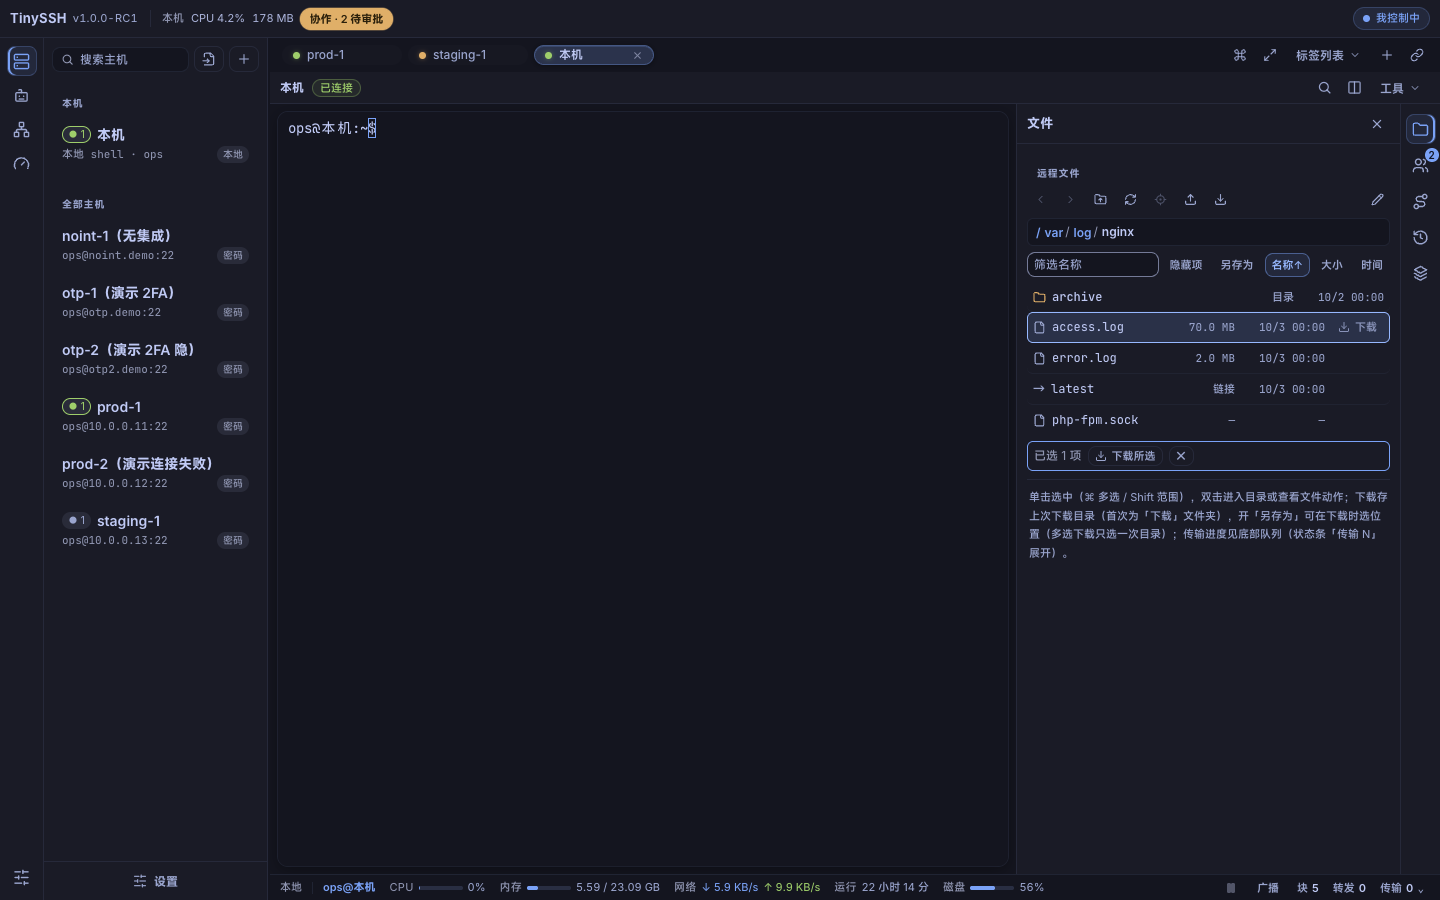 TinySSH v1.0.0-RC1 本机 CPU 4.2% 178 MB 协作 · 2 待审批 我控制中
搜索主机
本机
1 本机
本地 shell · ops 本地
全部主机
noint-1（无集成）
ops@noint.demo:22 密码
otp-1（演示 2FA）
ops@otp.demo:22 密码
otp-2（演示 2FA 隐）
ops@otp2.demo:22 密码
1 prod-1
ops@10.0.0.11:22 密码
prod-2（演示连接失败）
ops@10.0.0.12:22 密码
1 staging-1
ops@10.0.0.13:22 密码
设置
prod-1 staging-1 本机 标签列表
本机 已连接 工具
ops@本机:~$
文件
远程文件
/ var / log / nginx
筛选名称 隐藏项 另存为 名称↑ 大小 时间
archive 目录 10/2 00:00
access.log 70.0 MB 10/3 00:00 下载
error.log 2.0 MB 10/3 00:00
→ latest 链接 10/3 00:00
php-fpm.sock — —
已选 1 项 下载所选
单击选中（⌘ 多选 / Shift 范围），双击进入目录或查看文件动作；下载存
上次下载目录（首次为「下载」文件夹），开「另存为」可在下载时选位
置（多选下载只选一次目录）；传输进度见底部队列（状态条「传输 N」
展开）。
2
本地 ops@本机 CPU 0% 内存 5.59 / 23.09 GB 网络 ↓ 5.9 KB/s ↑ 9.9 KB/s 运行 22 小时 14 分 磁盘 56% 广播 块 5 转发 0 传输 0